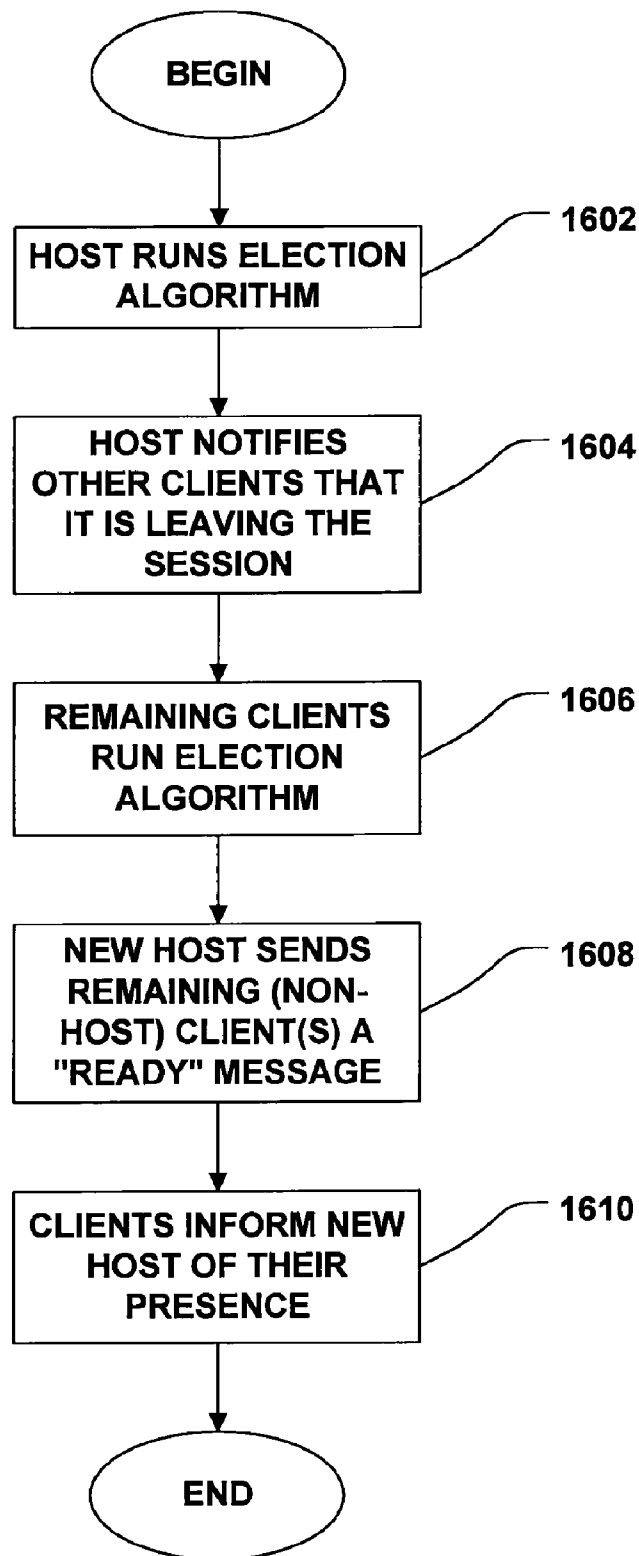 BEGIN
1602
HOST RUNS ELECTION
ALGORITHM
1604
HOST NOTIFIES
OTHER CLIENTS THAT
IT IS LEAVING THE
SESSION
1606
REMAINING CLIENTS
RUN ELECTION
ALGORITHM
1608
NEW HOST SENDS
REMAINING (NON-
HOST) CLIENT(S) A
"READY" MESSAGE
1610
CLIENTS INFORM NEW
HOST OF THEIR
PRESENCE
END